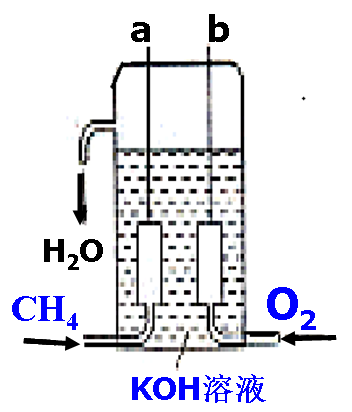 a b
H₂O
CH₄
O₂
KOH溶液